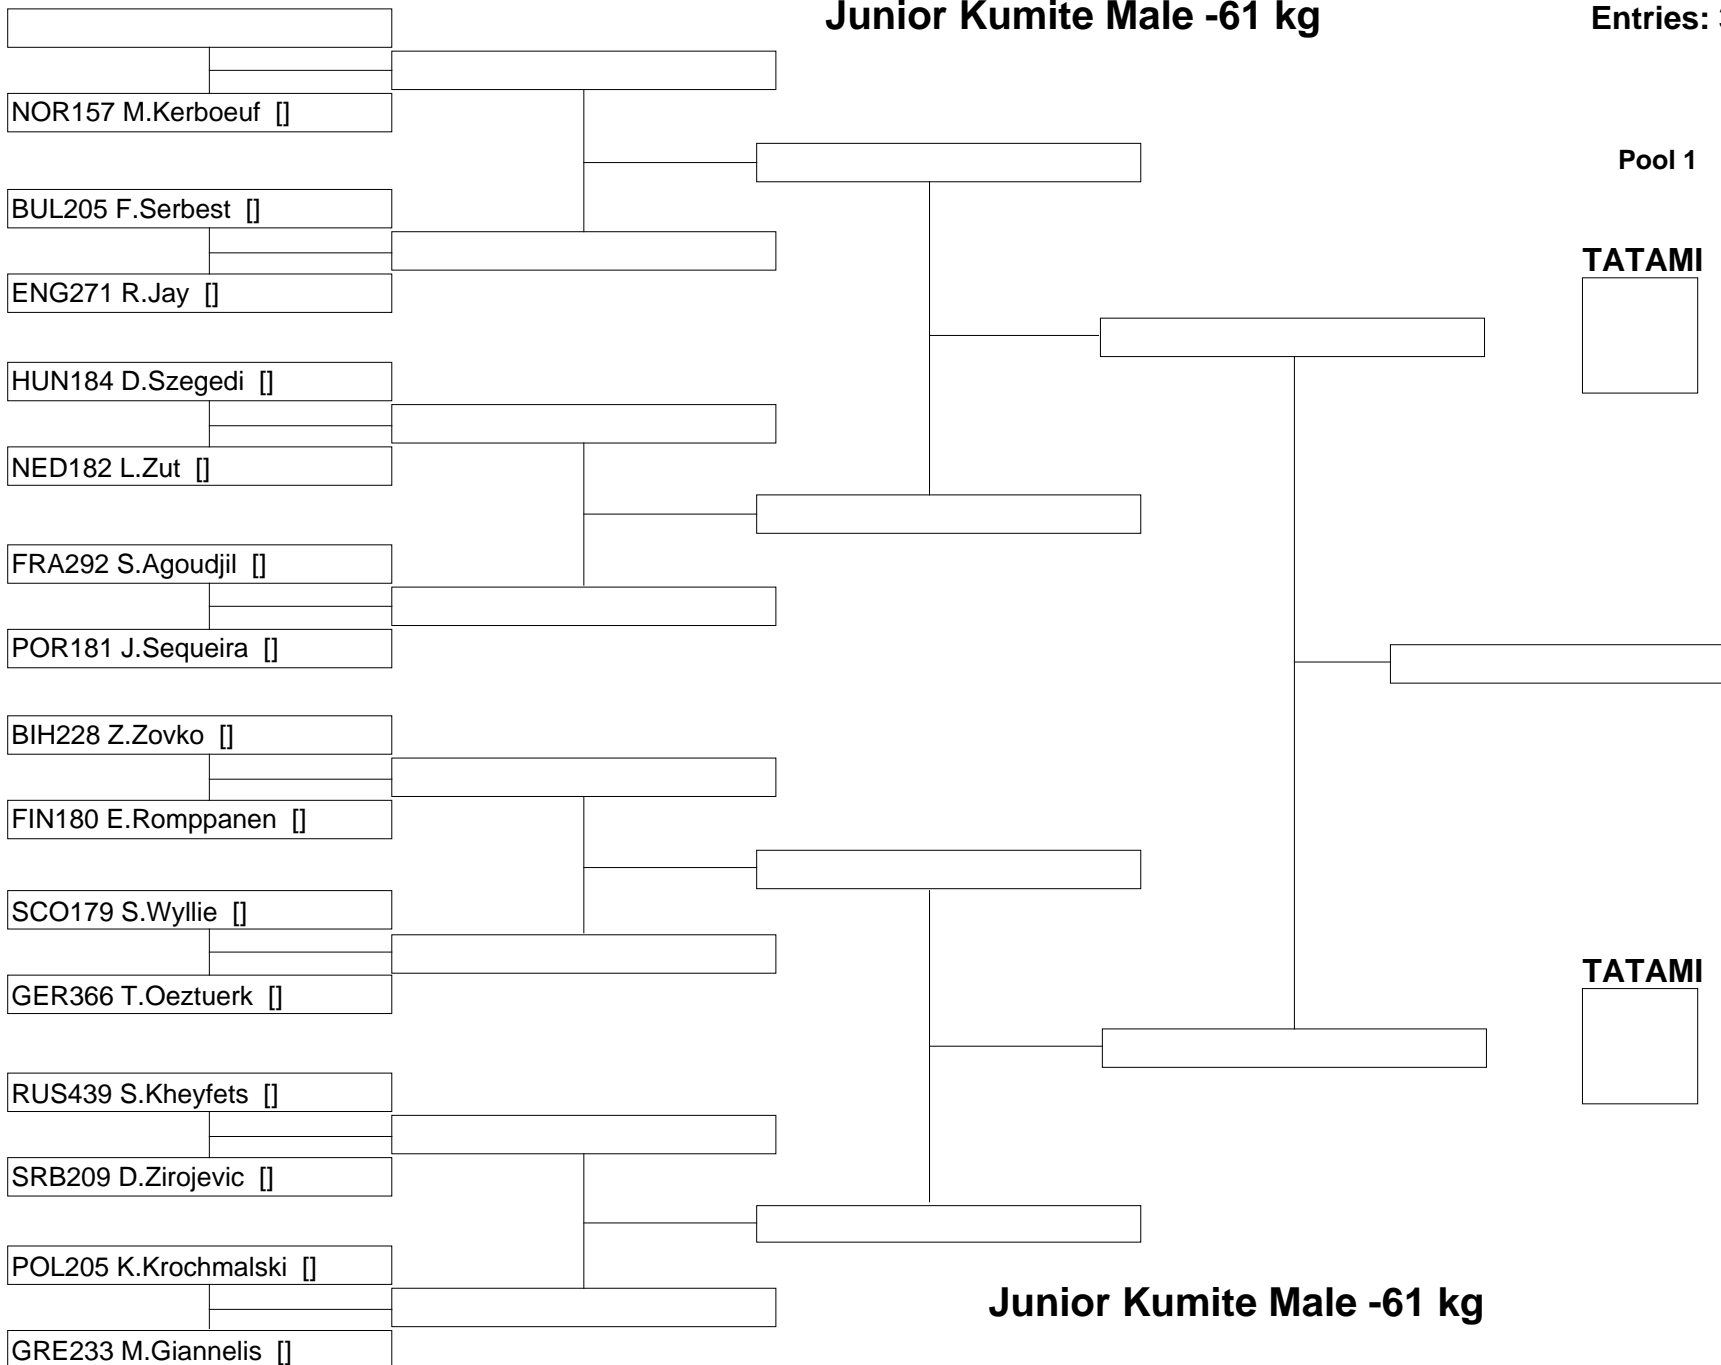 Junior Kumite Male -61 kg
Entries:
NOR157 M.Kerboeuf []
Pool 1
BUL205 F.Serbest []
TATAMI
ENG271 R.Jay []
HUN184 D.Szegedi []
NED182 L.Zut []
FRA292 S.Agoudjil []
POR181 J.Sequeira []
BIH228 Z.Zovko []
FIN180 E.Romppanen []
SCO179 S.Wyllie []
TATAMI
GER366 T.Oeztuerk []
RUS439 S.Kheyfets []
SRB209 D.Zirojevic []
POL205 K.Krochmalski []
Junior Kumite Male -61 kg
GRE233 M.Giannelis []